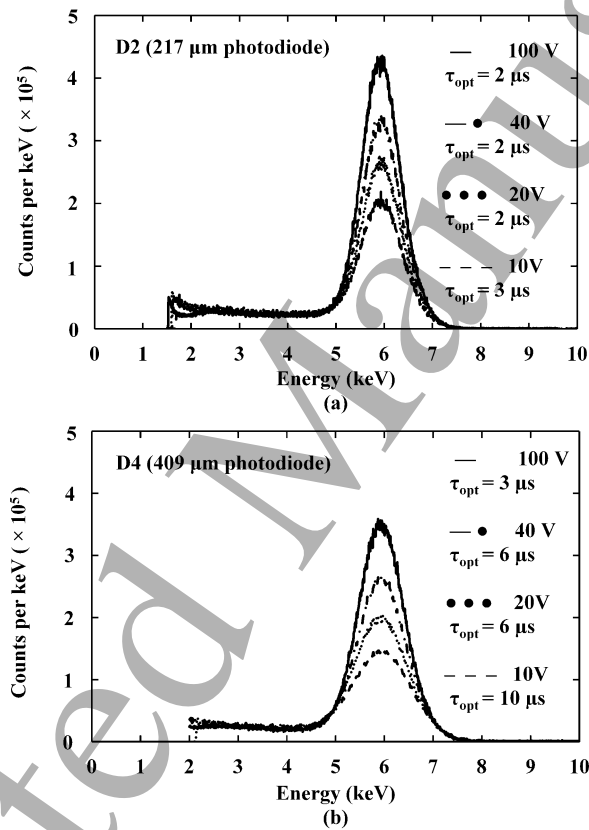 D2 (217 μm photodiode)
100 V
τopt = 2 μs
40 V
τopt = 2 μs
20V
τopt = 2 μs
10V
τopt = 3 μs
Counts per keV ( × 10⁵)
5
4
3
2
1
0
0 1 2 3 4 5 6 7 8 9 10
Energy (keV)
(a)
D4 (409 μm photodiode)
100 V
τopt = 3 μs
40 V
τopt = 6 μs
20V
τopt = 6 μs
10V
τopt = 10 μs
Counts per keV ( × 10⁵)
5
4
3
2
1
0
0 1 2 3 4 5 6 7 8 9 10
Energy (keV)
(b)
ted Manu